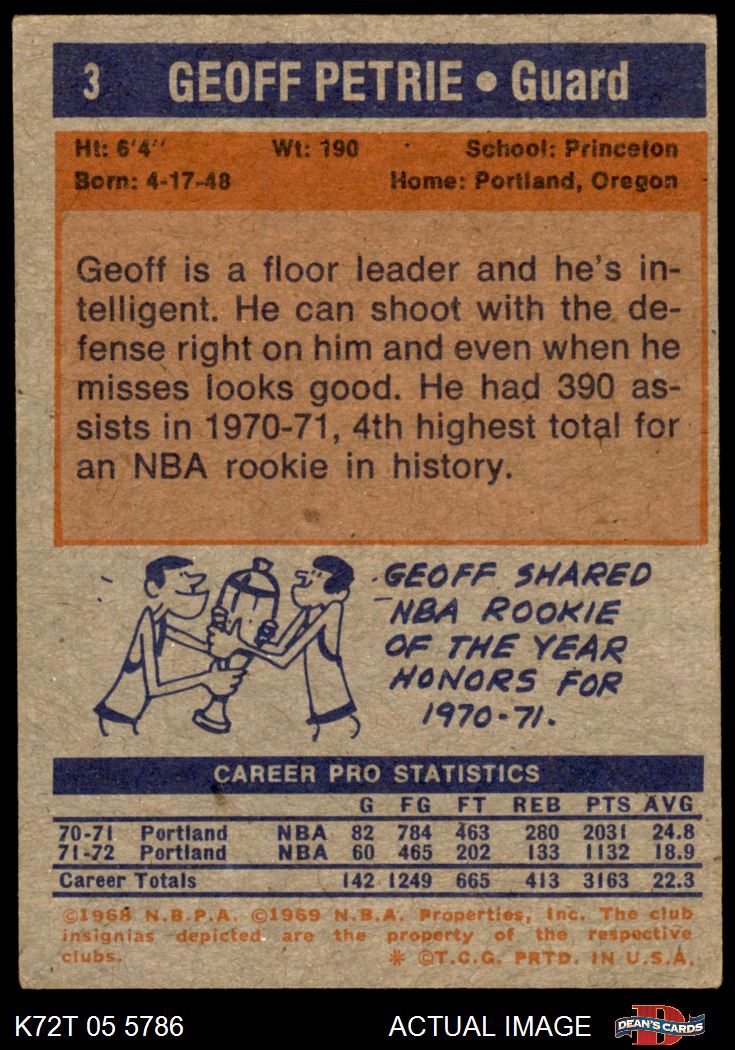 3 GEOFF PETRIE • Guard
Ht: 6'4'' Wt: 190 School: Princeton
Born: 4-17-48 Home: Portland, Oregon
Geoff is a floor leader and he's in-
telligent. He can shoot with the de-
fense right on him and even when he
misses looks good. He had 390 as-
sists in 1970-71, 4th highest total for
an NBA rookie in history.
GEOFF SHARED
NBA ROOKIE
OF THE YEAR
HONORS FOR
1970-71.
CAREER PRO STATISTICS
G FG FT REB PTS AVG
70-71 Portland NBA 82 784 463 280 2031 24.8
71-72 Portland NBA 60 465 202 133 1132 18.9
Career Totals 142 1249 665 413 3163 22.3
©1968 N.B.P.A. ©1969 N.B.A. Properties, Inc. The club
insignias depicted are the property of the respective
clubs. * ©T.C.G. PRTD. IN U.S.A.
K72T 05 5786 ACTUAL IMAGE D DEAN'S CARDS